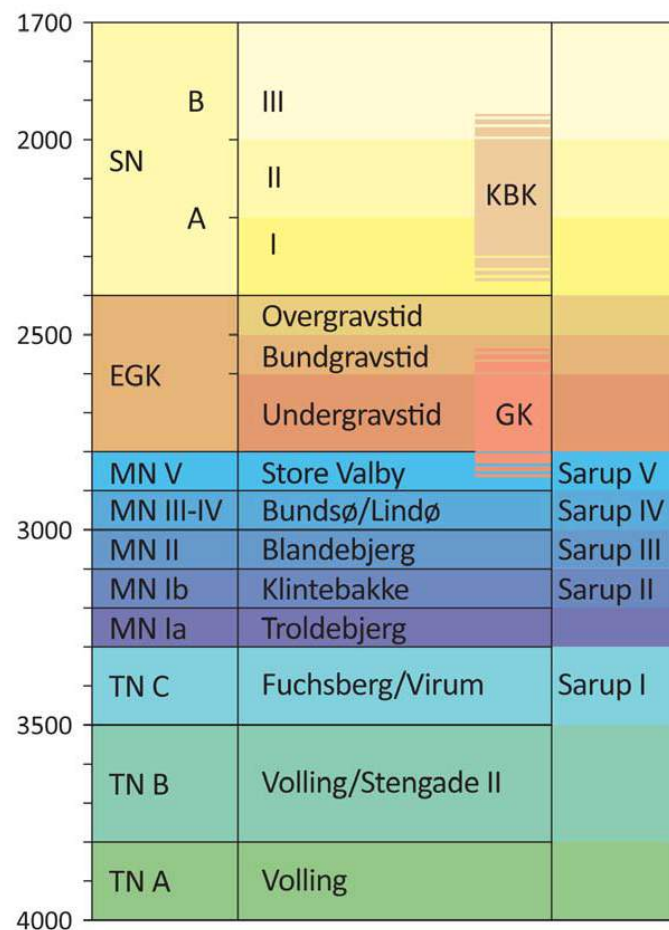 1700
B III
2000
SN
II KBK
A
I
Overgravstid
2500
Bundgravstid
EGK
Undergravstid GK
MN V Store Valby Sarup V
MN III-IV Bundsø/Lindø Sarup IV
3000
MN II Blandebjerg Sarup III
MN Ib Klintebakke Sarup II
MN Ia Troldebjerg
TN C Fuchsberg/Virum Sarup I
3500
TN B Volling/Stengade II
TN A Volling
4000